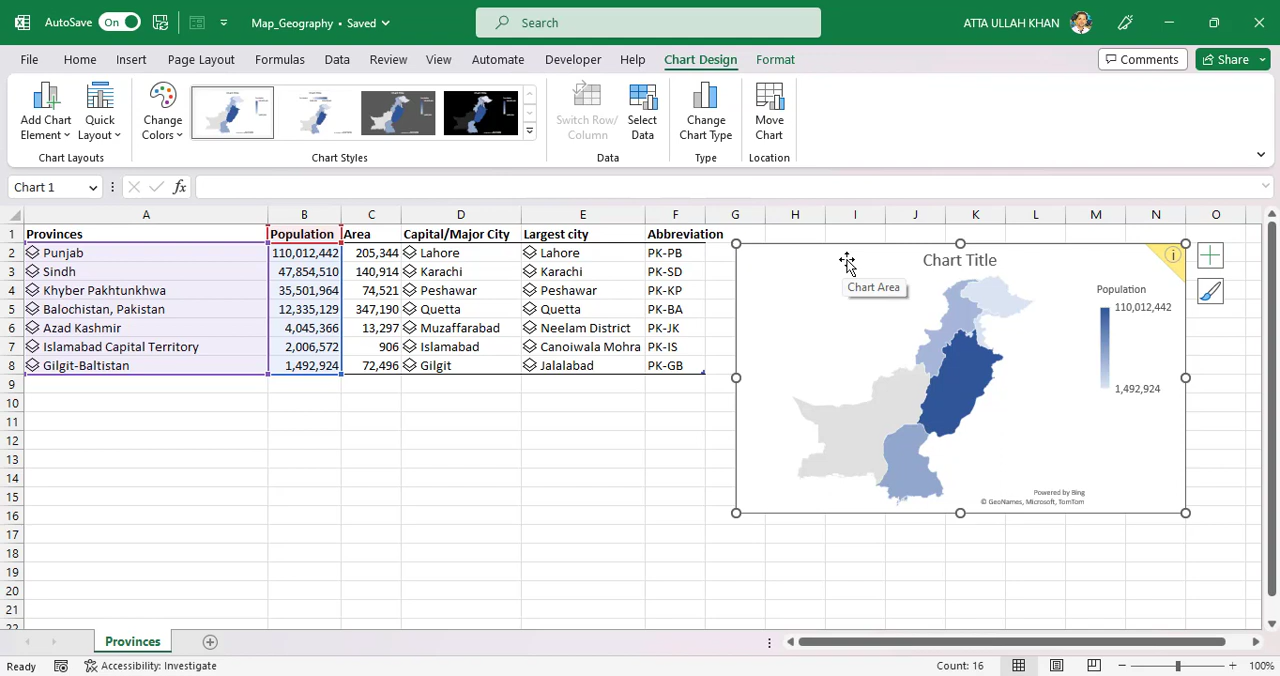 AutoSave On Map_Geography • Saved Search ATTA ULLAH KHAN
File Home Insert Page Layout Formulas Data Review View Automate Developer Help Chart Design Format Comments Share
Add Chart Element Quick Layout Change Colors Switch Row/ Column Select Data Change Chart Type Move Chart
Chart Layouts Chart Styles Data Type Location
Chart 1 fx
A B C D E F G H I J K L M N O
1 Provinces Population Area Capital/Major City Largest city Abbreviation
2 Punjab 110,012,442 205,344 Lahore Lahore PK-PB
3 Sindh 47,854,510 140,914 Karachi Karachi PK-SD
4 Khyber Pakhtunkhwa 35,501,964 74,521 Peshawar Peshawar PK-KP
5 Balochistan, Pakistan 12,335,129 347,190 Quetta Quetta PK-BA
6 Azad Kashmir 4,045,366 13,297 Muzaffarabad Neelam District PK-JK
7 Islamabad Capital Territory 2,006,572 906 Islamabad Canoiwala Mohra PK-IS
8 Gilgit-Baltistan 1,492,924 72,496 Gilgit Jalalabad PK-GB
9
10
11
12
13
14
15
16
17
18
19
20
21
22
Chart Title
Chart Area
Population
110,012,442
1,492,924
Powered by Bing
© GeoNames, Microsoft, TomTom
Provinces
Ready Accessibility: Investigate Count: 16 100%